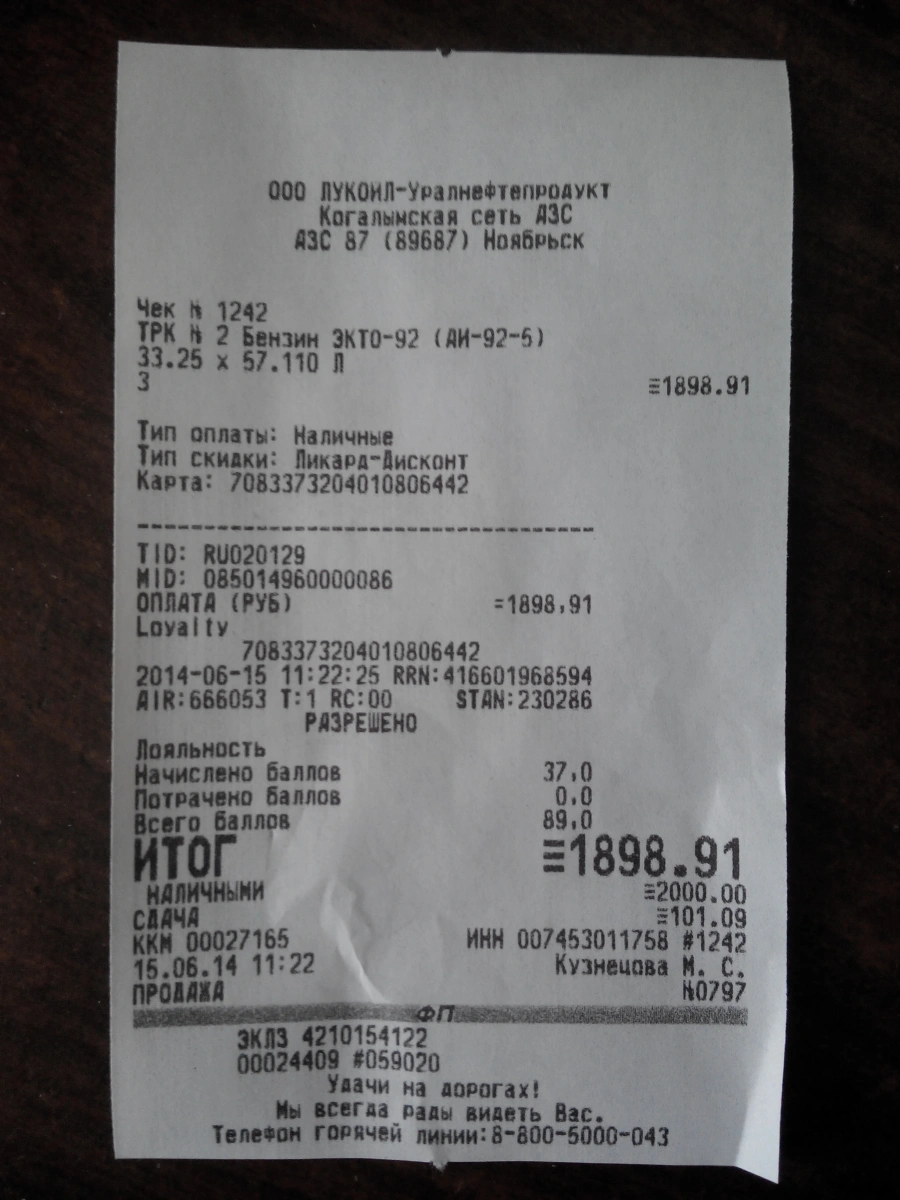 ООО ЛУКОИЛ-Уралнефтепродукт
Когалымская сеть АЗС
АЗС 87 (89687) Ноябрьск
Чек № 1242
ТРК № 2 Бензин ЭКТО-92 (АИ-92-5)
33.25 x 57.110 Л
3 ≡1898.91
Тип оплаты: Наличные
Тип скидки: Ликард-Дисконт
Карта: 7083373204010806442
--------------------------------------
TID: RU020129
MID: 085014960000086
ОПЛАТА (РУБ) =1898,91
Loyalty
7083373204010806442
2014-06-15 11:22:25 RRN:416601968594
AIR:666053 T:1 RC:00 STAN:230286
РАЗРЕШЕНО
Лояльность
Начислено баллов 37,0
Потрачено баллов 0,0
Всего баллов 89,0
ИТОГ ≡1898.91
НАЛИЧНЫМИ ≡2000.00
СДАЧА ≡101.09
ККМ 00027165 ИНН 007453011758 #1242
15.06.14 11:22 Кузнецова М. С.
ПРОДАЖА №0797
ФП
ЭКЛЗ 4210154122
00024409 #059020
Удачи на дорогах!
Мы всегда рады видеть Вас.
Телефон горячей линии:8-800-5000-043